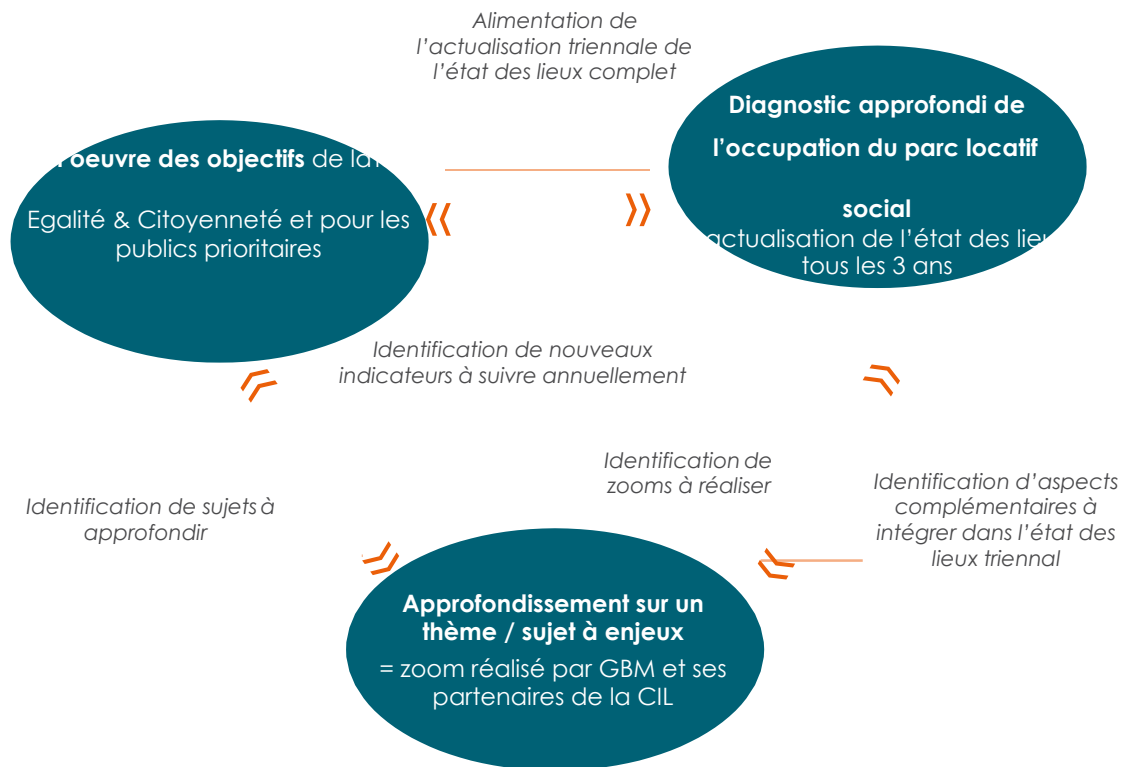 Alimentation de
l'actualisation triennale de
l'état des lieux complet
oeuvre des objectifs de la
Egalité & Citoyenneté et pour les
publics prioritaires
Diagnostic approfondi de
l'occupation du parc locatif
social
actualisation de l'état des
tous les 3 ans
Identification de nouveaux
indicateurs à suivre annuellement
Identification de sujets à
approfondir
Identification de
zooms à réaliser
Identification d'aspects
complémentaires à
intégrer dans l'état des
lieux triennal
Approfondissement sur un
thème / sujet à enjeux
= zoom réalisé par GBM et ses
partenaires de la CIL